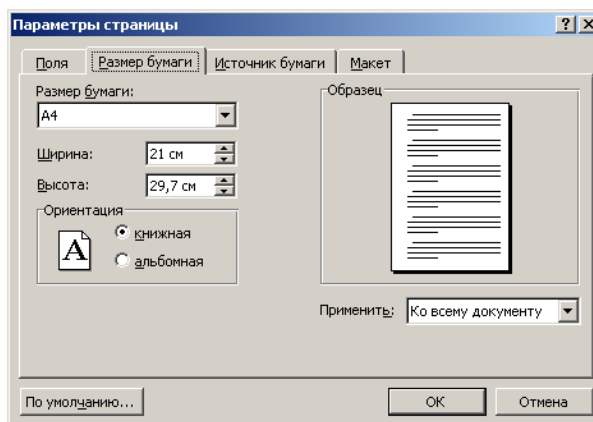 Параметры страницы
Поля Размер бумаги Источник бумаги Макет
Размер бумаги:
A4
Ширина: 21 см
Высота: 29,7 см
Ориентация
A
книжная
альбомная
Образец
Применить: Ко всему документу
По умолчанию... ОК Отмена